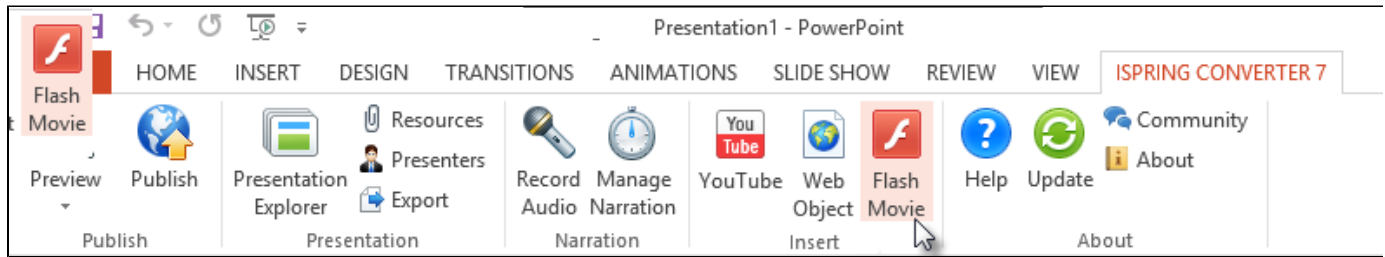 Presentation1 - PowerPoint
HOME INSERT DESIGN TRANSITIONS ANIMATIONS SLIDE SHOW REVIEW VIEW ISPRING CONVERTER 7
Flash
Movie
Preview
Publish
Publish
Presentation
Explorer
Resources
Presenters
Export
Presentation
Record
Audio
Manage
Narration
Narration
You
Tube
YouTube
Web
Object
Flash
Movie
Insert
Help
Update
Community
About
About